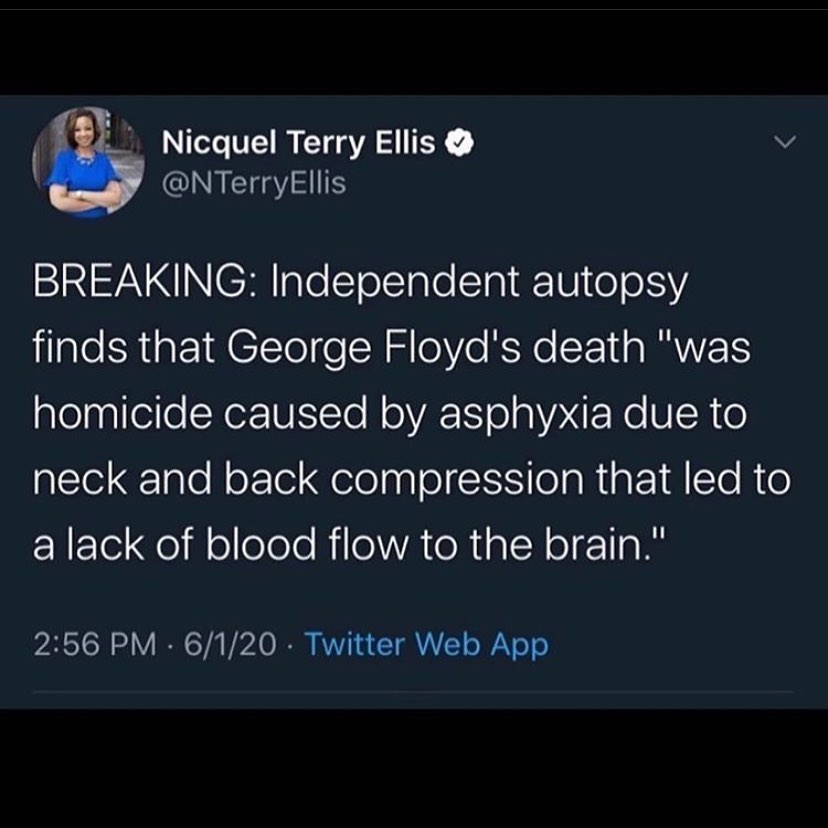 Nicquel Terry Ellis
@NTerryEllis
BREAKING: Independent autopsy
finds that George Floyd's death "was
homicide caused by asphyxia due to
neck and back compression that led to
a lack of blood flow to the brain."
2:56 PM · 6/1/20 · Twitter Web App